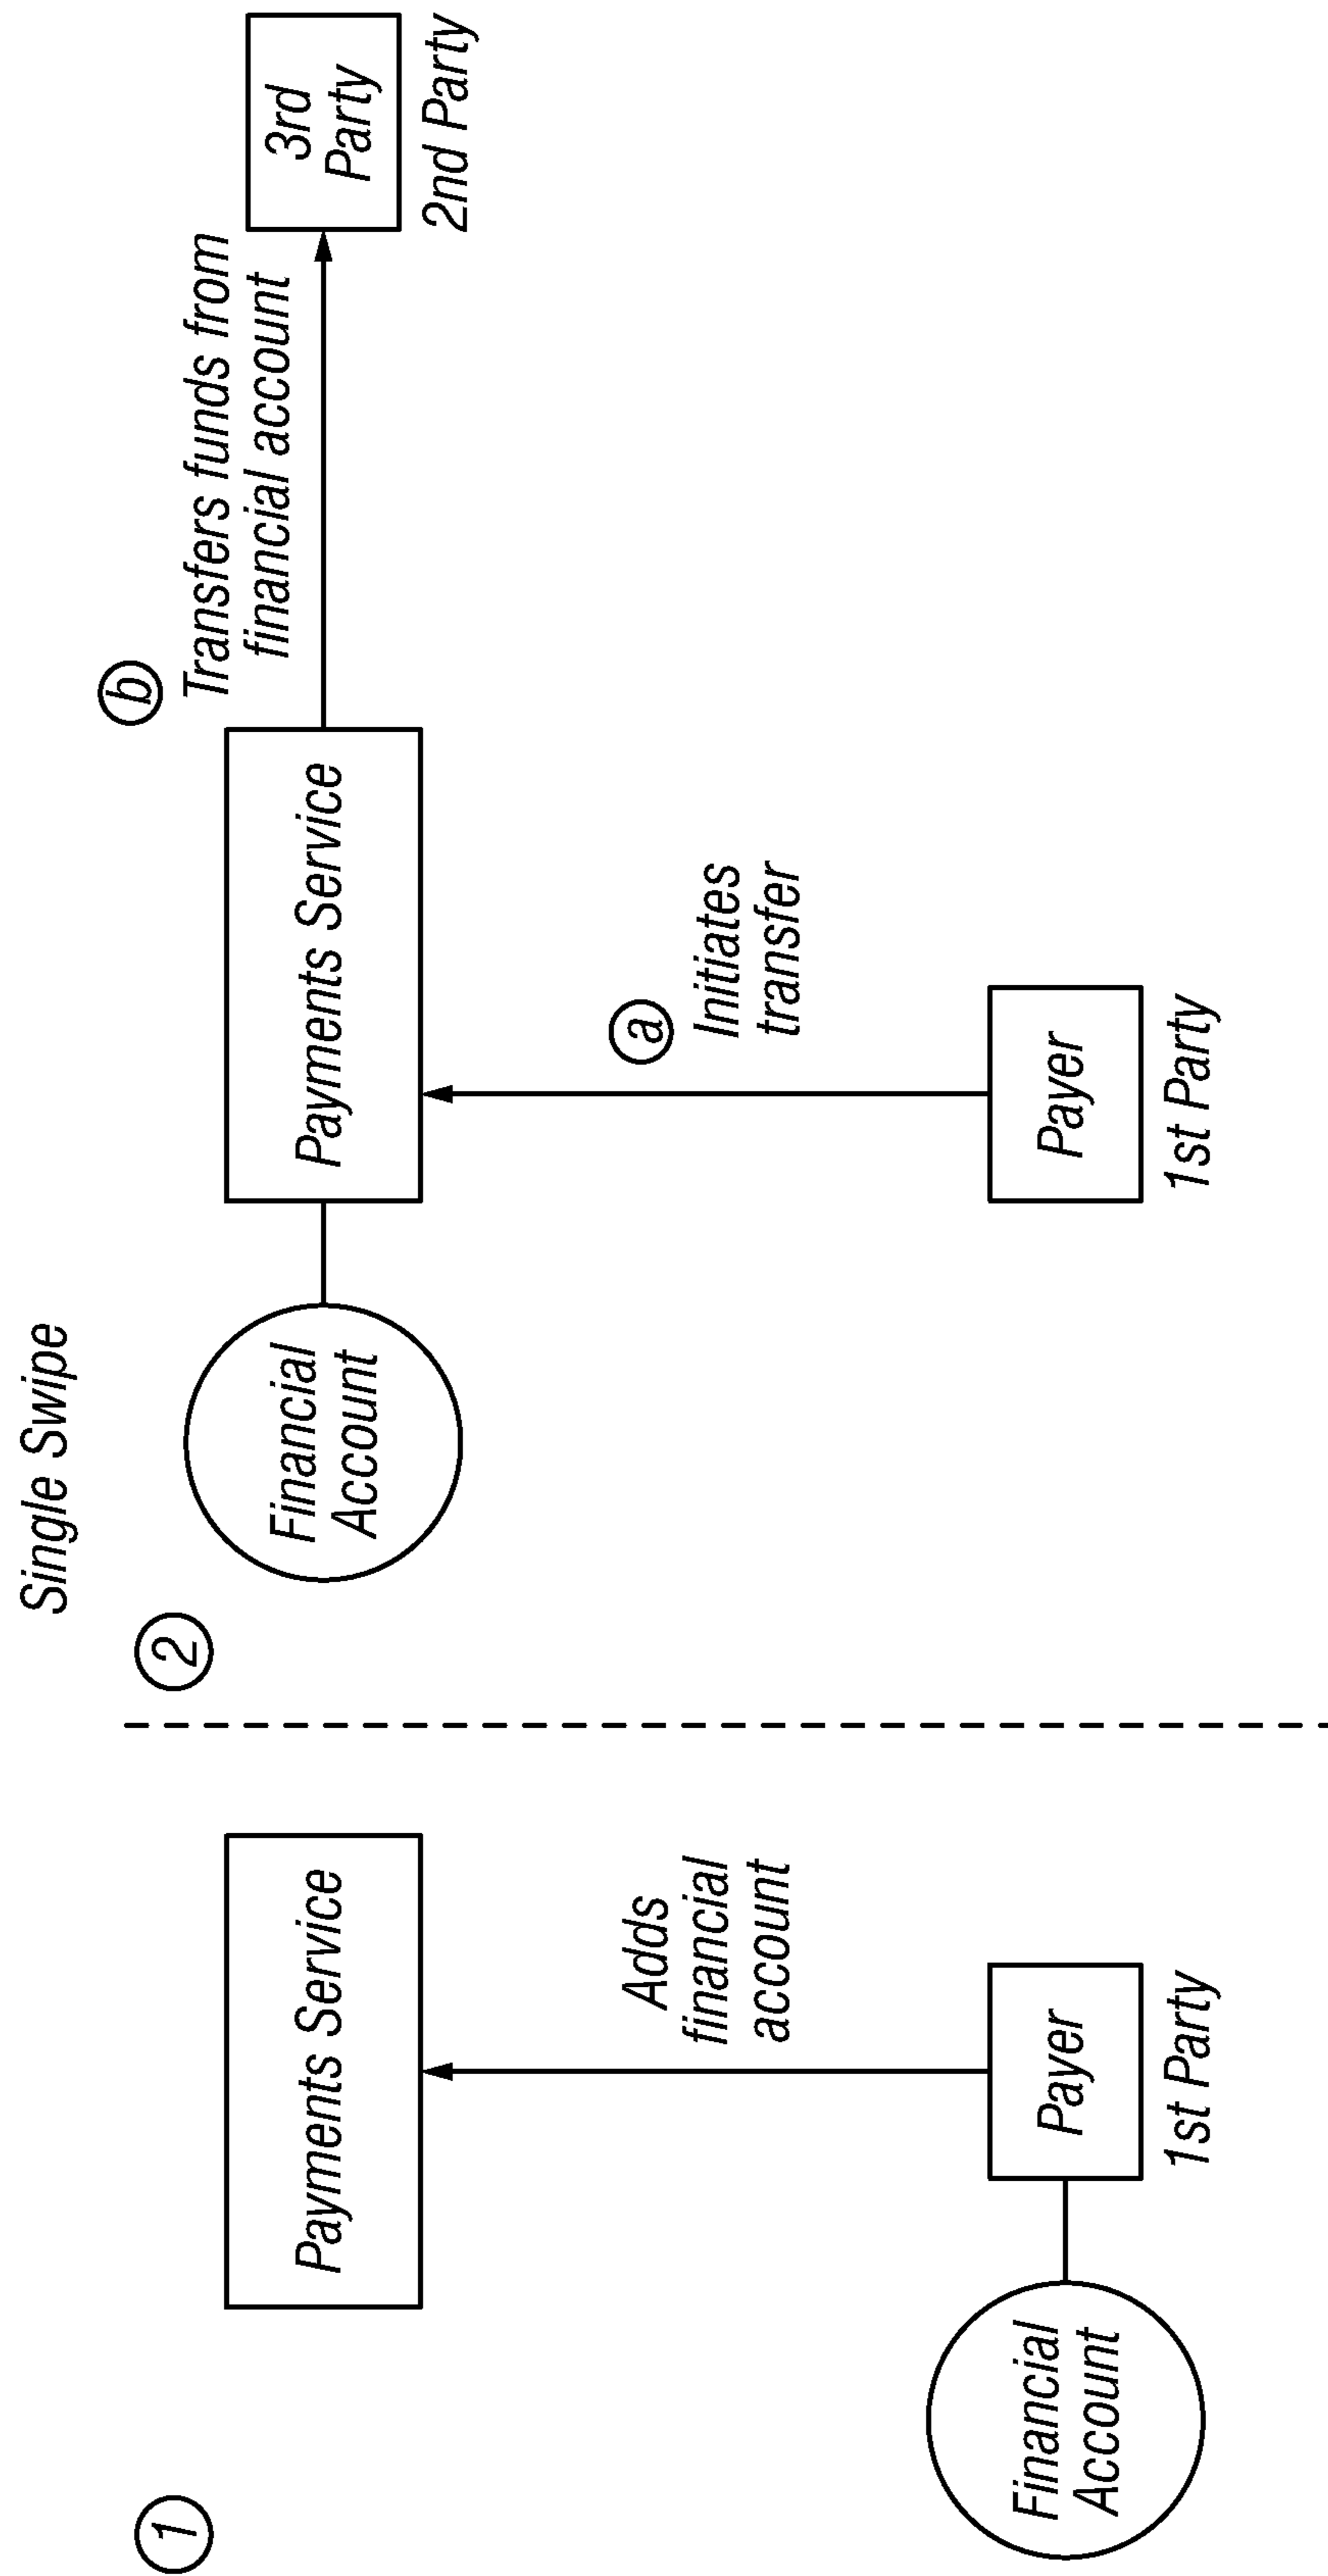 Single Swipe
1
Payments Service
Adds
financial
account
Financial
Account
Payer
1st Party
2
Financial
Account
Payments Service
b
Transfers funds from
financial account
3rd
Party
2nd Party
a
Initiates
transfer
Payer
1st Party